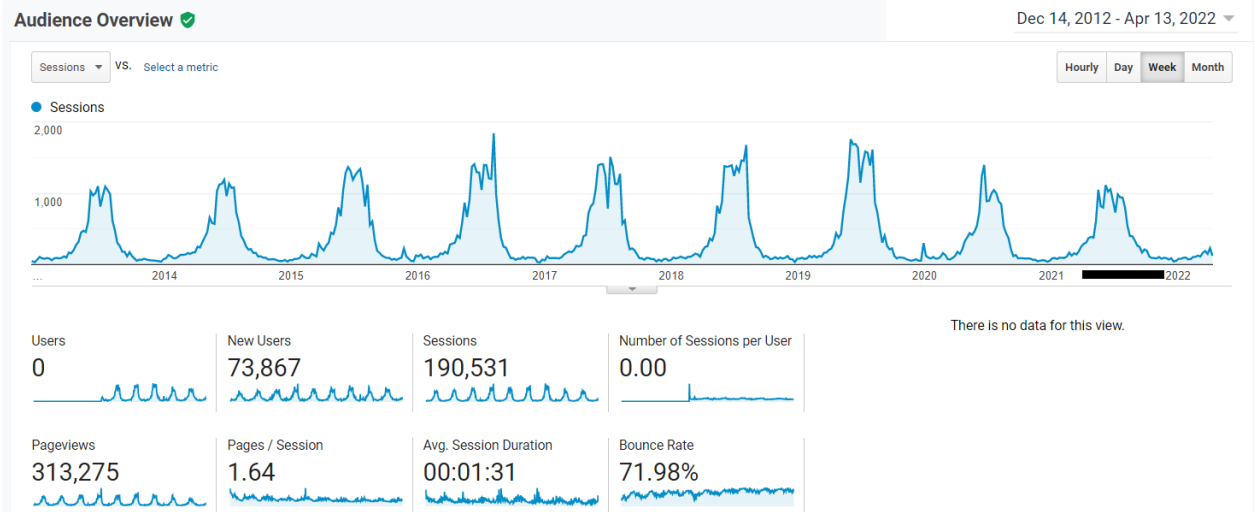 Audience Overview
Dec 14, 2012 - Apr 13, 2022
Sessions VS. Select a metric
Hourly Day Week Month
Sessions
2,000
1,000
... 2014 2015 2016 2017 2018 2019 2020 2021 2022
There is no data for this view.
Users New Users Sessions Number of Sessions per User
0 73,867 190,531 0.00
Pageviews Pages / Session Avg. Session Duration Bounce Rate
313,275 1.64 00:01:31 71.98%